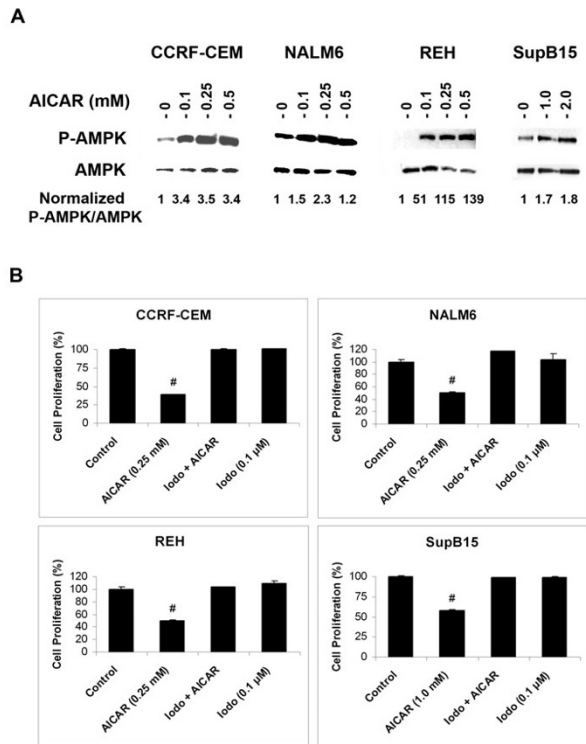 A
CCRF-CEM NALM6 REH SupB15
AICAR (mM) - 0 - 0.1 - 0.25 - 0.5 - 0 - 0.1 - 0.25 - 0.5 - 0 - 0.1 - 0.25 - 0.5 - 0 - 1.0 - 2.0
P-AMPK
AMPK
Normalized 1 3.4 3.5 3.4 1 1.5 2.3 1.2 1 51 115 139 1 1.7 1.8
P-AMPK/AMPK
B
CCRF-CEM
Cell Proliferation (%)
100
75
50
25
0
#
Control
AICAR (0.25 mM)
Iodo + AICAR
Iodo (0.1 µM)
NALM6
Cell Proliferation (%)
120
100
80
60
40
20
0
#
Control
AICAR (0.25 mM)
Iodo + AICAR
Iodo (0.1 µM)
REH
Cell Proliferation (%)
120
100
80
60
40
20
0
#
Control
AICAR (0.25 mM)
Iodo + AICAR
Iodo (0.1 µM)
SupB15
Cell Proliferation (%)
100
75
50
25
0
#
Control
AICAR (1.0 mM)
Iodo + AICAR
Iodo (0.1 µM)